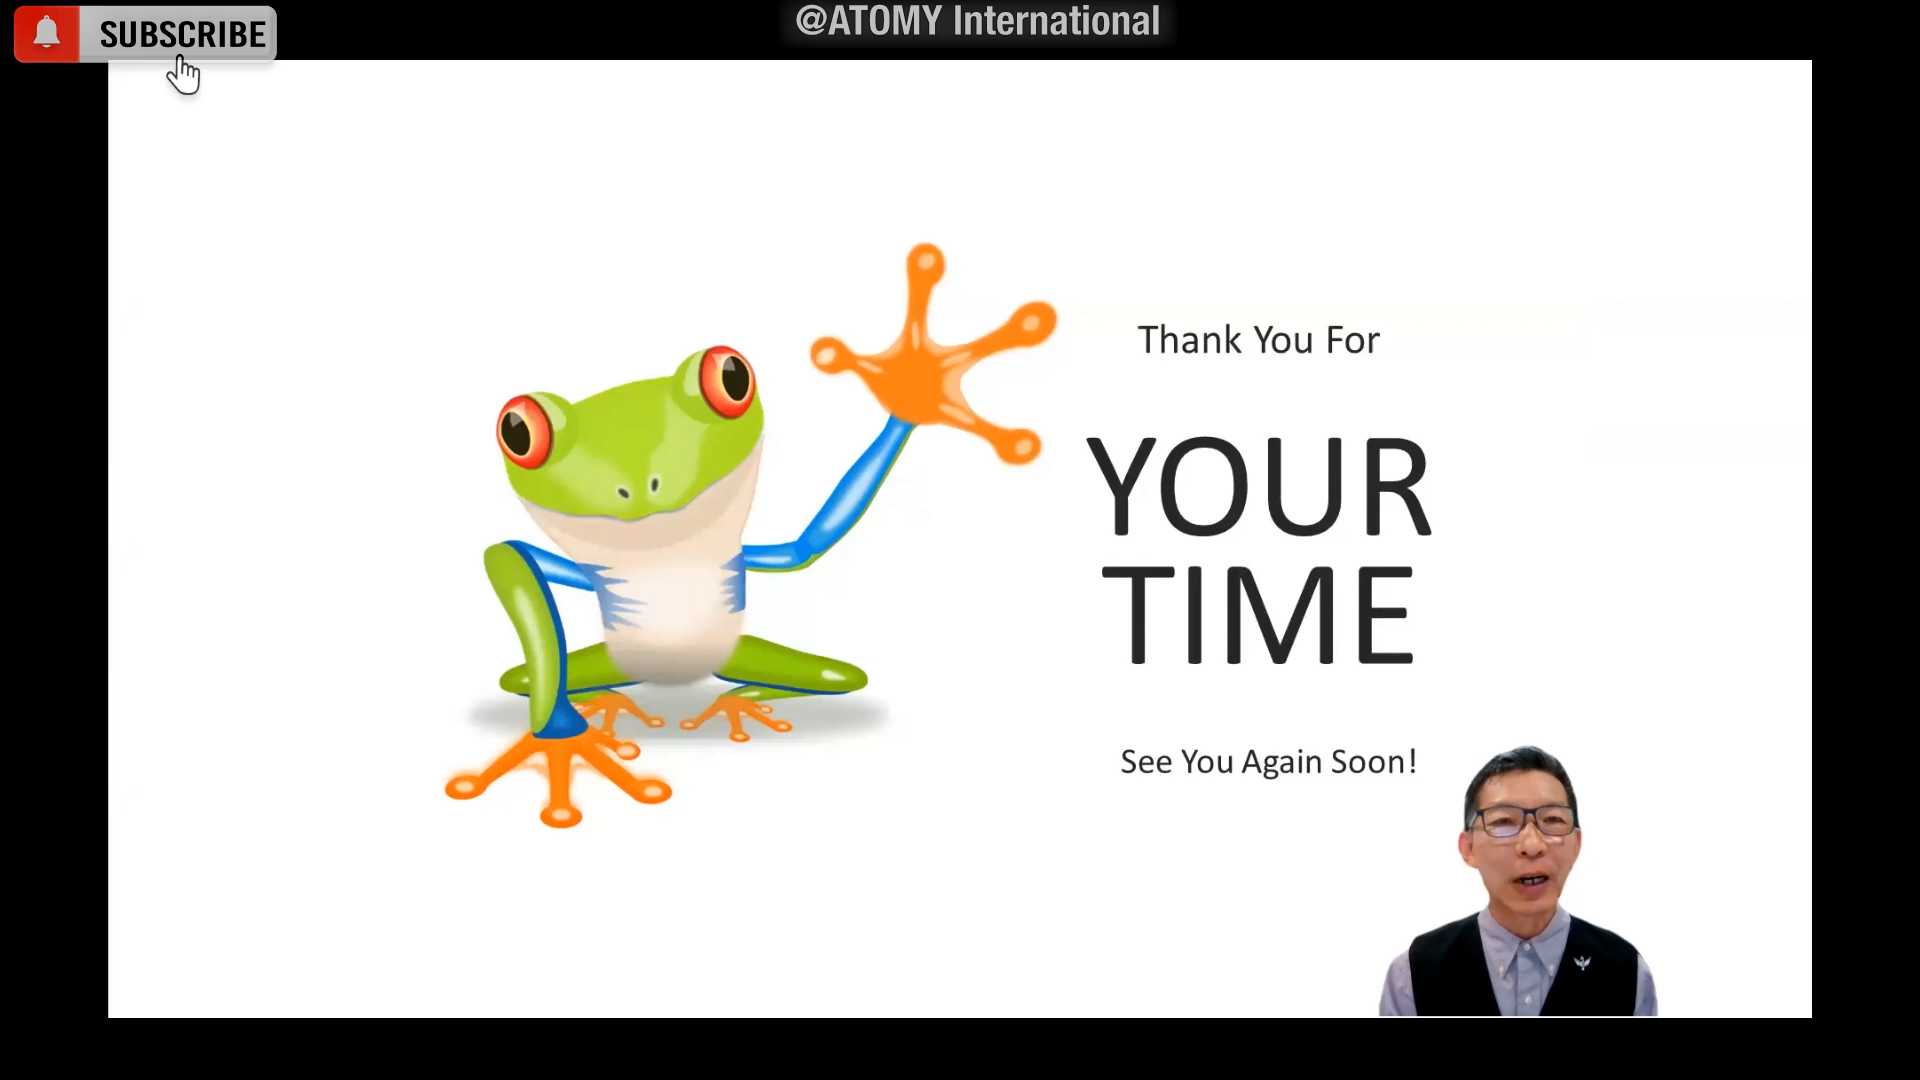 SUBSCRIBE
@ATOMY International
Thank You For
YOUR
TIME
See You Again Soon!